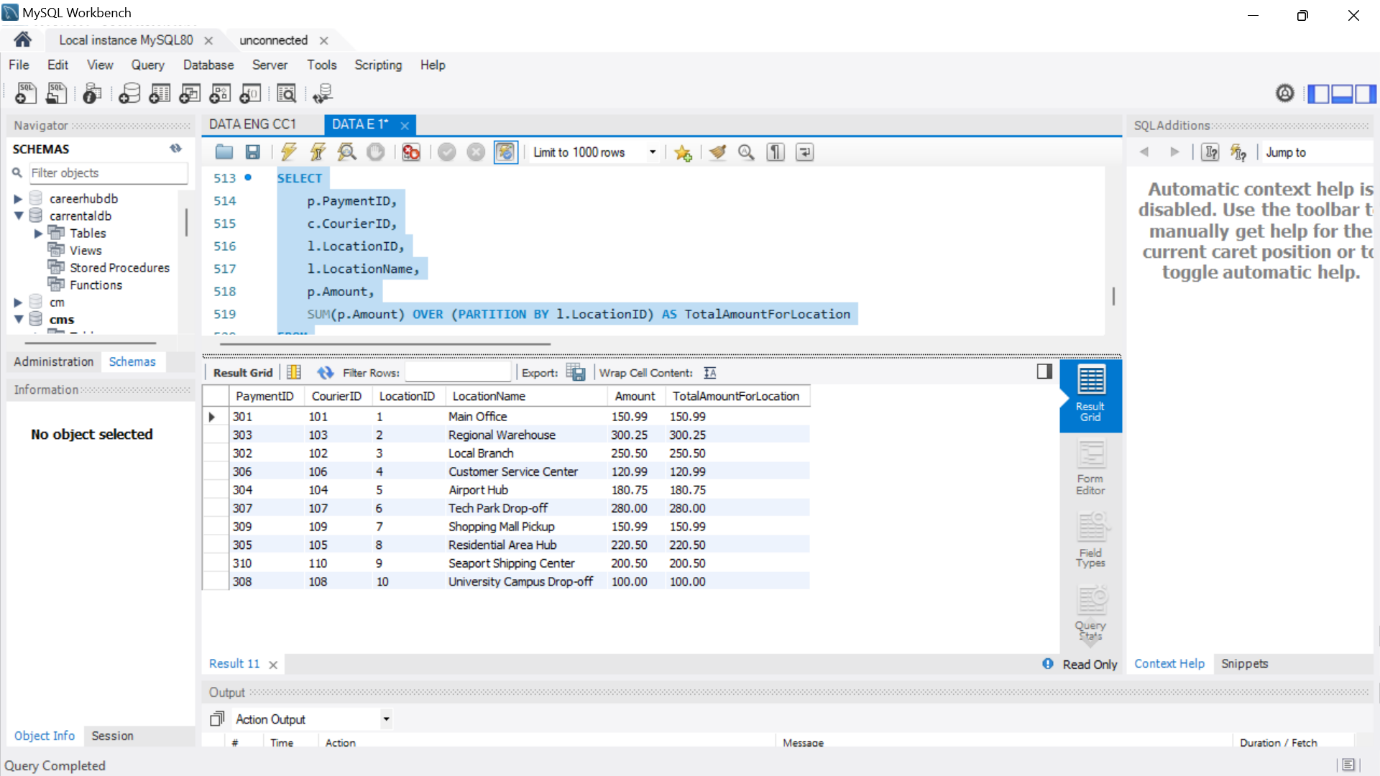 MySQL Workbench
Local instance MySQL80
unconnected
File Edit View Query Database Server Tools Scripting Help
Navigator
SCHEMAS
Filter objects
careerhubdb
carrentaldb
Tables
Views
Stored Procedures
Functions
cm
cms
Administration Schemas
Information
No object selected
Object Info Session
Query Completed
DATA ENG CC1
DATA E 1*
Limit to 1000 rows
513 SELECT
514 p.PaymentID,
515 c.CourierID,
516 l.LocationID,
517 l.LocationName,
518 p.Amount,
519 SUM(p.Amount) OVER (PARTITION BY l.LocationID) AS TotalAmountForLocation
520 FROM
Result Grid Filter Rows: Export: Wrap Cell Content:
PaymentID CourierID LocationID LocationName Amount TotalAmountForLocation
301 101 1 Main Office 150.99 150.99
303 103 2 Regional Warehouse 300.25 300.25
302 102 3 Local Branch 250.50 250.50
306 106 4 Customer Service Center 120.99 120.99
304 104 5 Airport Hub 180.75 180.75
307 107 6 Tech Park Drop-off 280.00 280.00
309 109 7 Shopping Mall Pickup 150.99 150.99
305 105 8 Residential Area Hub 220.50 220.50
310 110 9 Seaport Shipping Center 200.50 200.50
308 108 10 University Campus Drop-off 100.00 100.00
Result
Grid
Form
Editor
Field
Types
Query
Stats
Result 11
Read Only
Output
Action Output
# Time Action Message Duration / Fetch
SQLAdditions
Jump to
Automatic context help is
disabled. Use the toolbar t
manually get help for the
current caret position or to
toggle automatic help.
Context Help Snippets